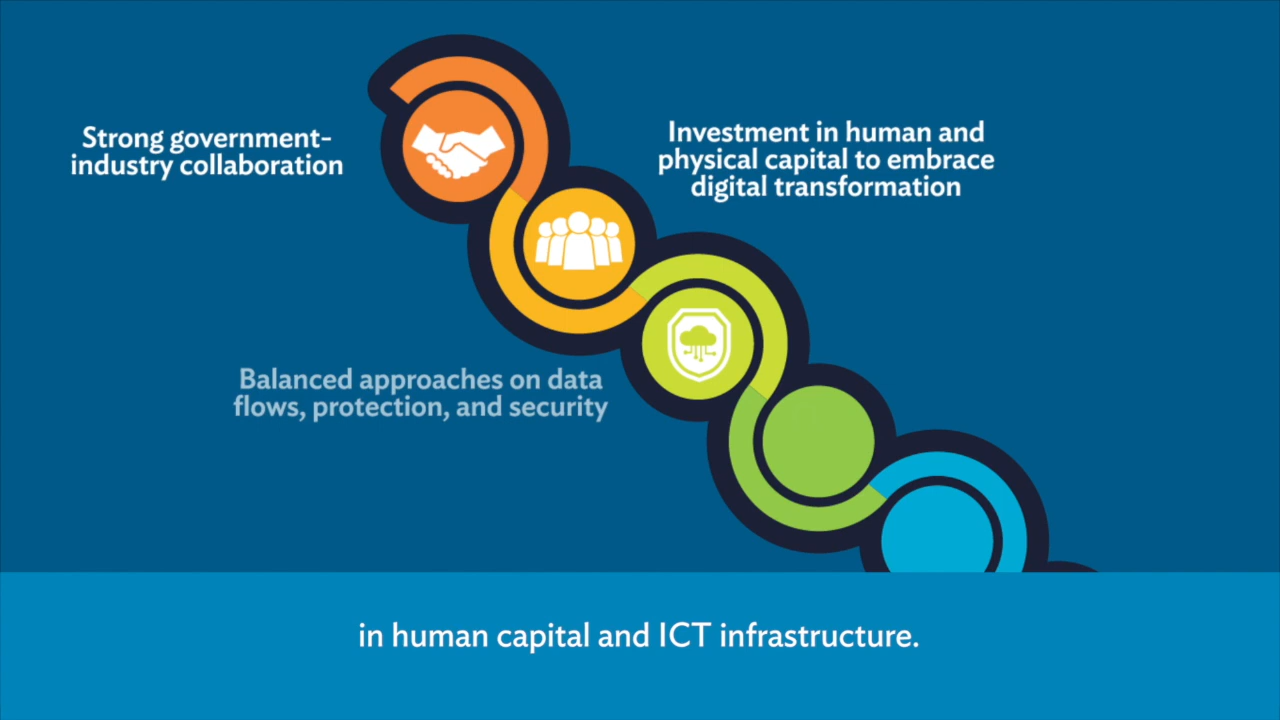 Strong government-
industry collaboration
Investment in human and
physical capital to embrace
digital transformation
Balanced approaches on data
flows, protection, and security
in human capital and ICT infrastructure.